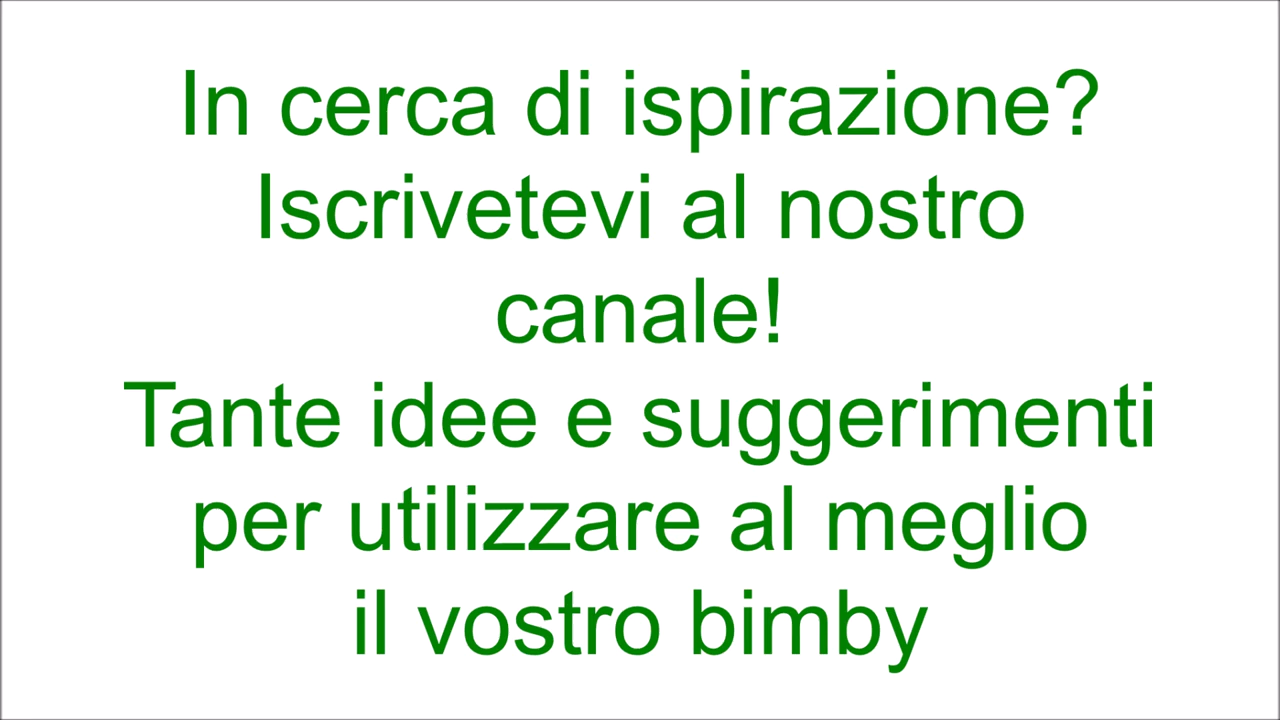 In cerca di ispirazione?
Iscrivetevi al nostro
canale!
Tante idee e suggerimenti
per utilizzare al meglio
il vostro bimby